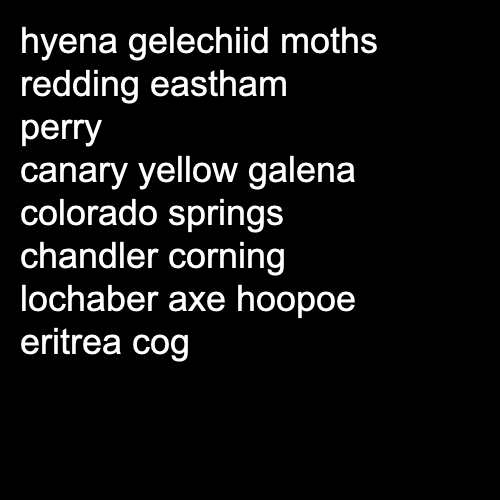 hyena gelechiid moths
redding eastham
perry
canary yellow galena
colorado springs
chandler corning
lochaber axe hoopoe
eritrea cog